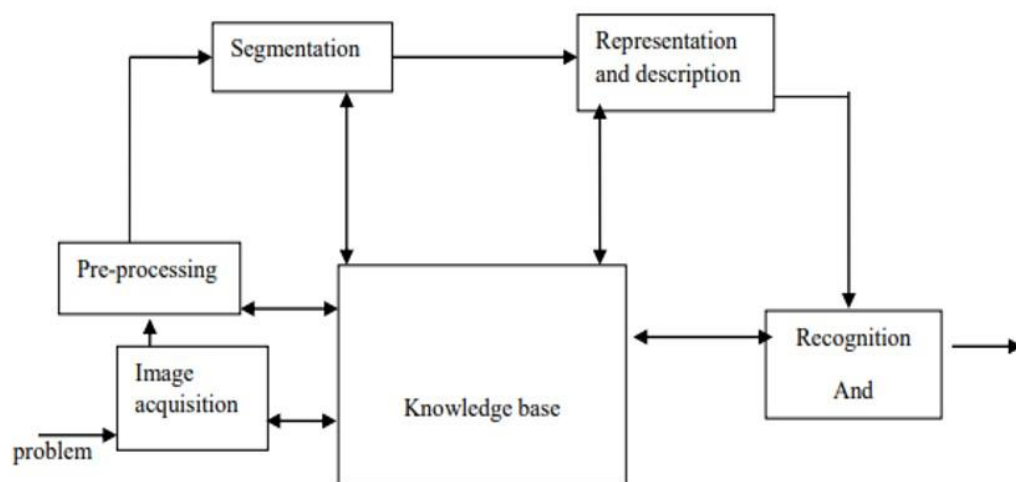 Segmentation
Representation
and description
Pre-processing
Image
acquisition
problem
Knowledge base
Recognition
And